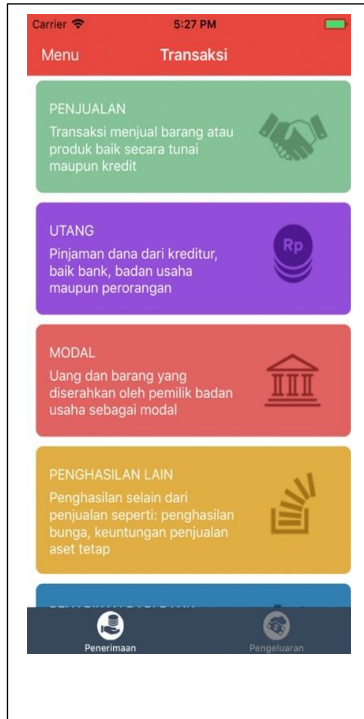 Carrier 5:27 PM
Menu Transaksi
PENJUALAN
Transaksi menjual barang atau
produk baik secara tunai
maupun kredit
UTANG
Pinjaman dana dari kreditur,
baik bank, badan usaha
maupun perorangan
Rp
MODAL
Uang dan barang yang
diserahkan oleh pemilik badan
usaha sebagai modal
PENGHASILAN LAIN
Penghasilan selain dari
penjualan seperti: penghasilan
bunga, keuntungan penjualan
aset tetap
Penerimaan Pengeluaran